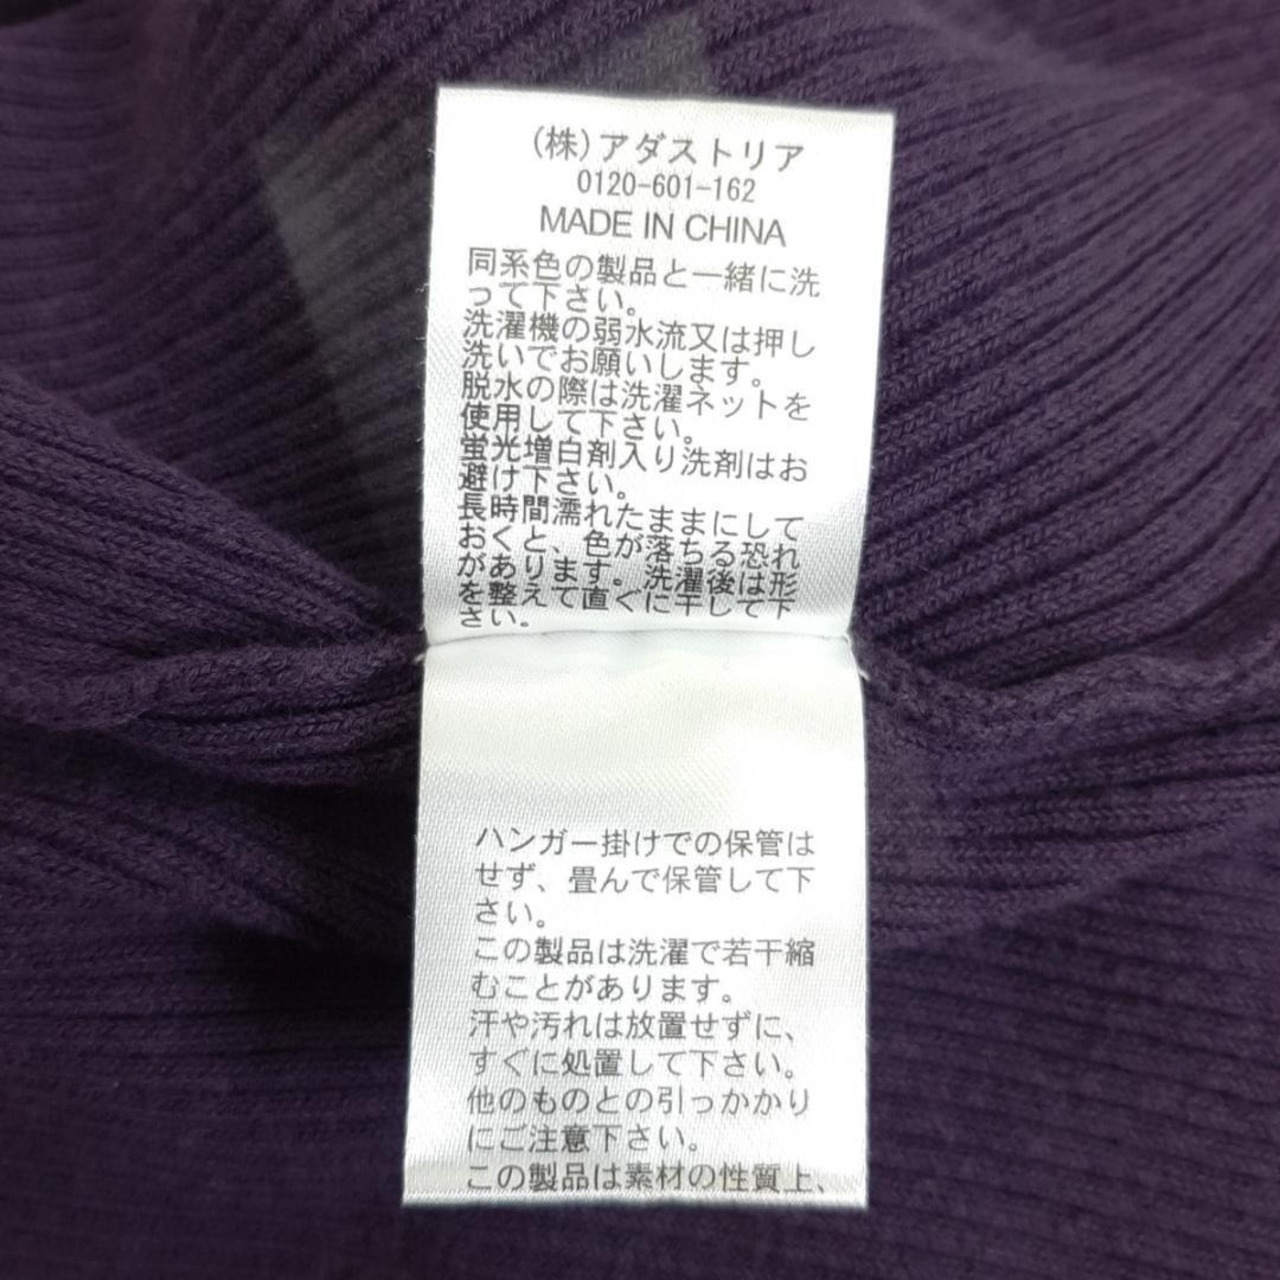 (株)アダストリア
0120-601-162
MADE IN CHINA
同系色の製品と一緒に洗
って下さい。
洗濯機の弱水流又は押し
洗いでお願いします。
脱水の際は洗濯ネットを
使用して下さい。
蛍光増白剤入り洗剤はお
避け下さい。
長時間濡れたままにして
おくと、色が落ちる恐れ
があります。洗濯後は形
を整えて直ぐに干して下
さい。
ハンガー掛けでの保管は
せず、畳んで保管して下
さい。
この製品は洗濯で若干縮
むことがあります。
汗や汚れは放置せずに、
すぐに処置して下さい。
他のものとの引っかかり
にご注意下さい。
この製品は素材の性質上、